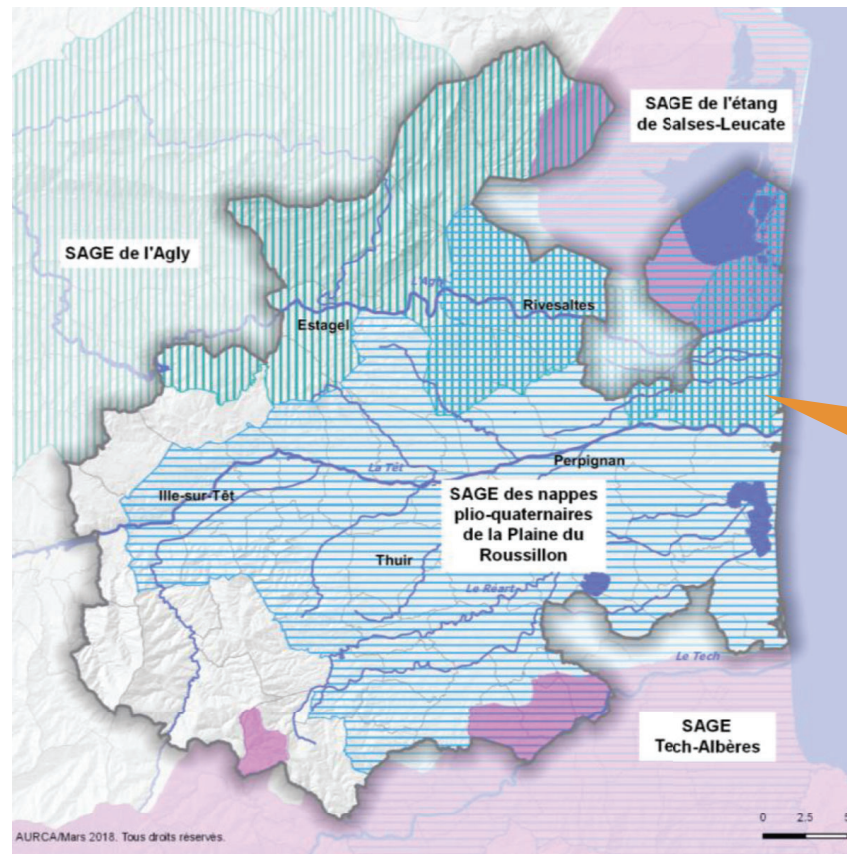 SAGE de l'étang
de Salses-Leucate
SAGE de l'Agly
L'Agly
Rivesaltes
Estagel
Perpignan
La Têt
Ille-sur-Têt
SAGE des nappes
plio-quaternaires
de la Plaine du
Roussillon
Thuir
Le Réart
Le Tech
SAGE
Tech-Albères
0 2.5 5
AURCA/Mars 2018. Tous droits réservés.